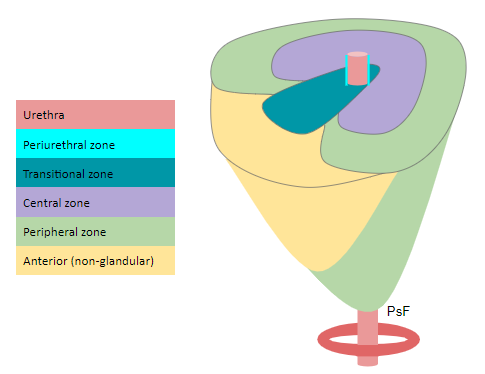 Urethra
Periurethral zone
Transitional zone
Central zone
Peripheral zone
Anterior (non-glandular)
PsF